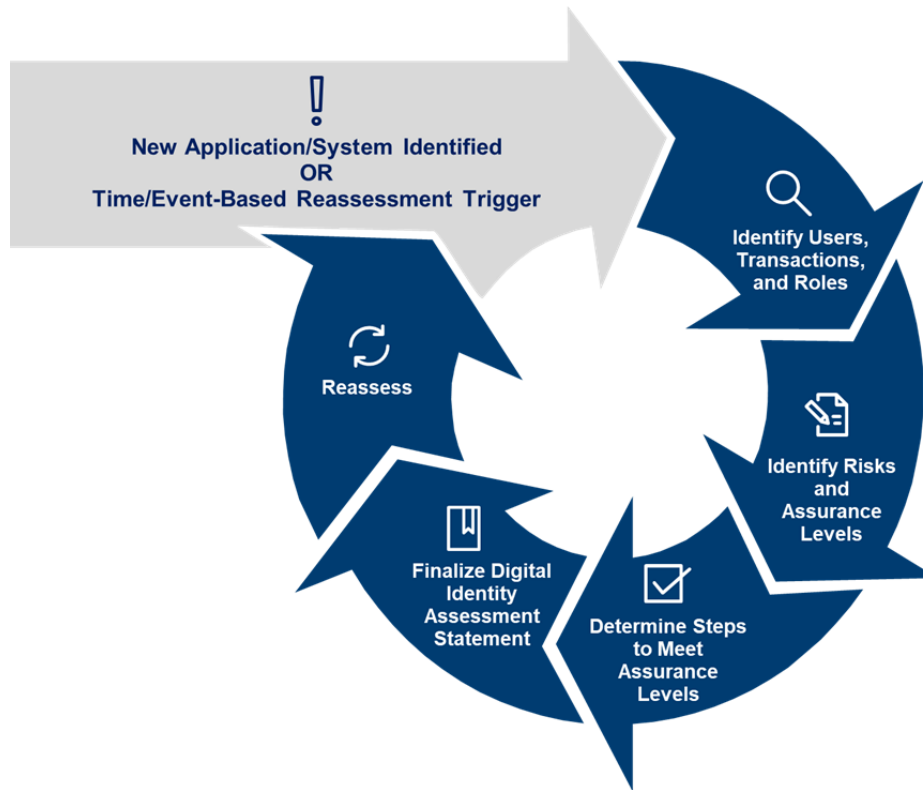 New Application/System Identified
OR
Time/Event-Based Reassessment Trigger
Identify Users,
Transactions,
and Roles
Identify Risks
and
Assurance
Levels
Determine Steps
to Meet
Assurance
Levels
Finalize Digital
Identity
Assessment
Statement
Reassess